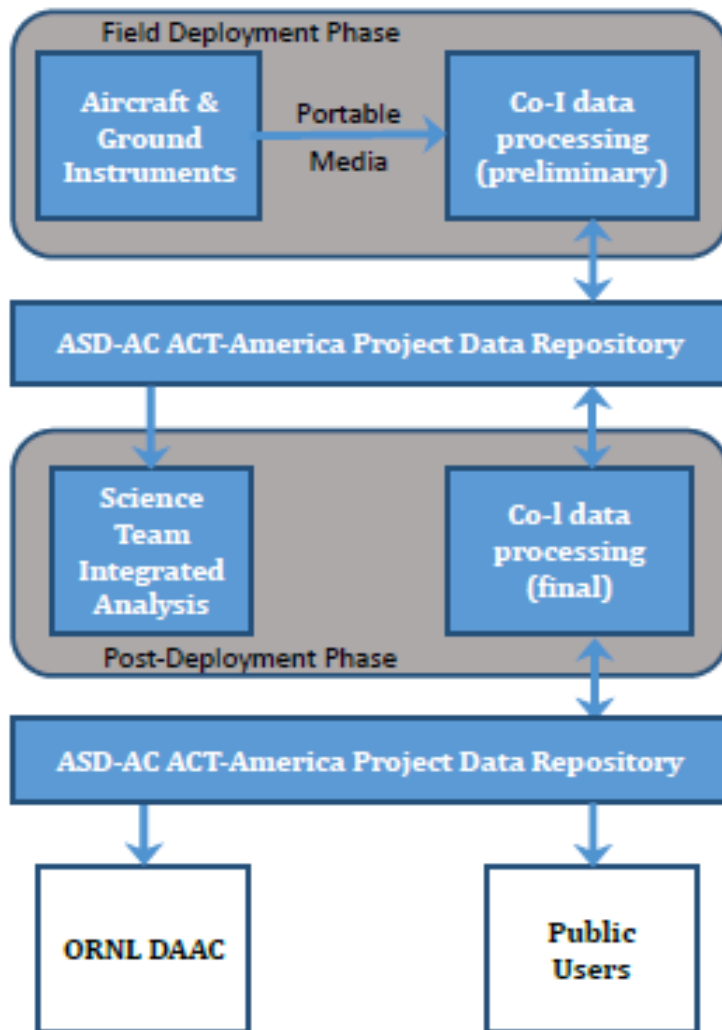 Field Deployment Phase
Aircraft &
Ground
Instruments
Portable
Media
Co-I data
processing
(preliminary)
ASD-AC ACT-America Project Data Repository
Science
Team
Integrated
Analysis
Co-l data
processing
(final)
Post-Deployment Phase
ASD-AC ACT-America Project Data Repository
ORNL DAAC
Public
Users